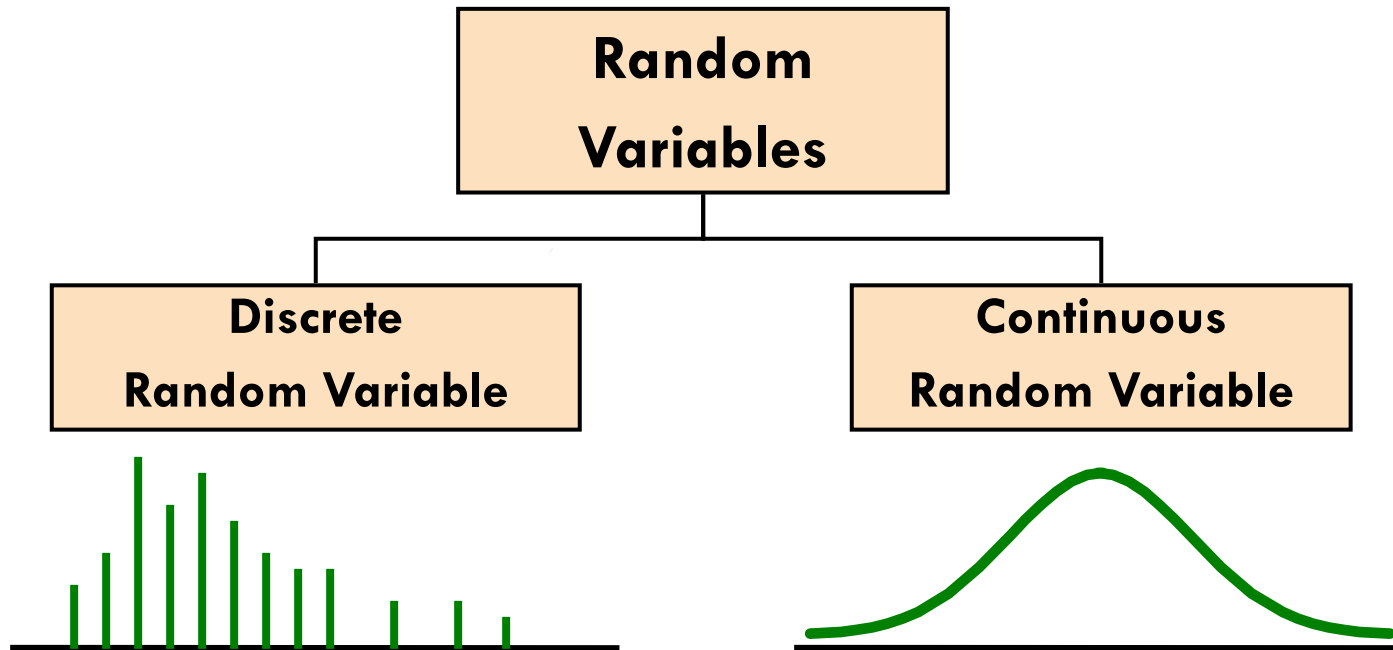 Random
Variables
Discrete
Random Variable
Continuous
Random Variable